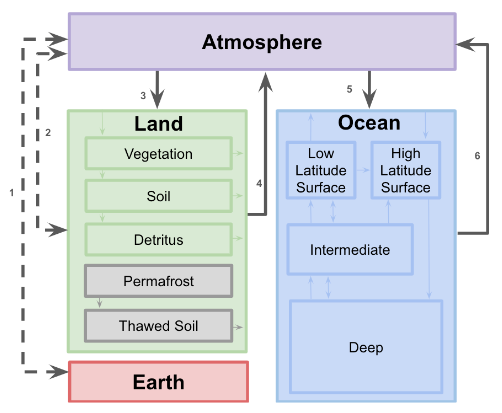 Atmosphere
3
5
2
Land
Ocean
Vegetation
Low
Latitude
Surface
High
Latitude
Surface
6
1
4
Soil
Detritus
Intermediate
Permafrost
Thawed Soil
Deep
Earth